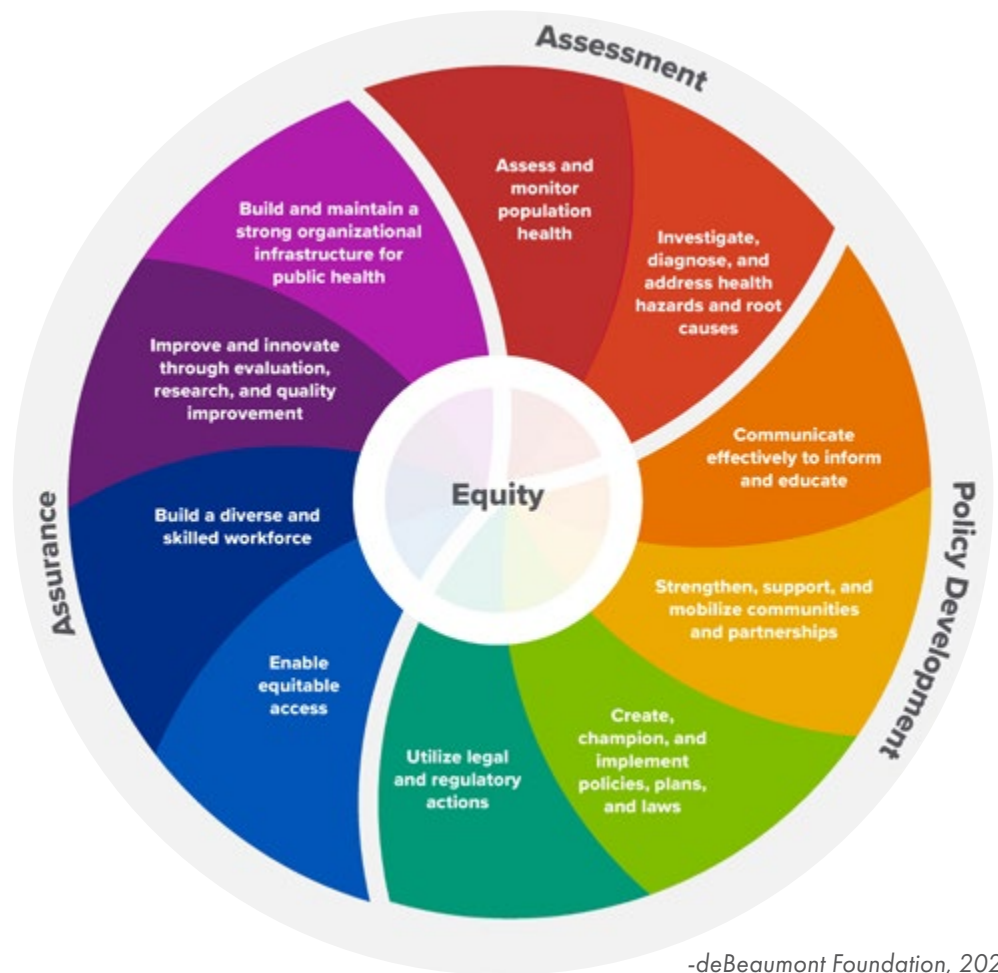 Assessment
Assess and
monitor
population
health
Investigate,
diagnose, and
address health
hazards and root
causes
Communicate
effectively to inform
and educate
Policy Development
Strengthen, support, and
mobilize communities
and partnerships
Create,
champion, and
implement
policies, plans,
and laws
Utilize legal
and regulatory
actions
Enable
equitable
access
Assurance
Build a diverse and
skilled workforce
Improve and innovate
through evaluation,
research, and quality
improvement
Build and maintain a
strong organizational
infrastructure for
public health
Equity
-deBeaumont Foundation,